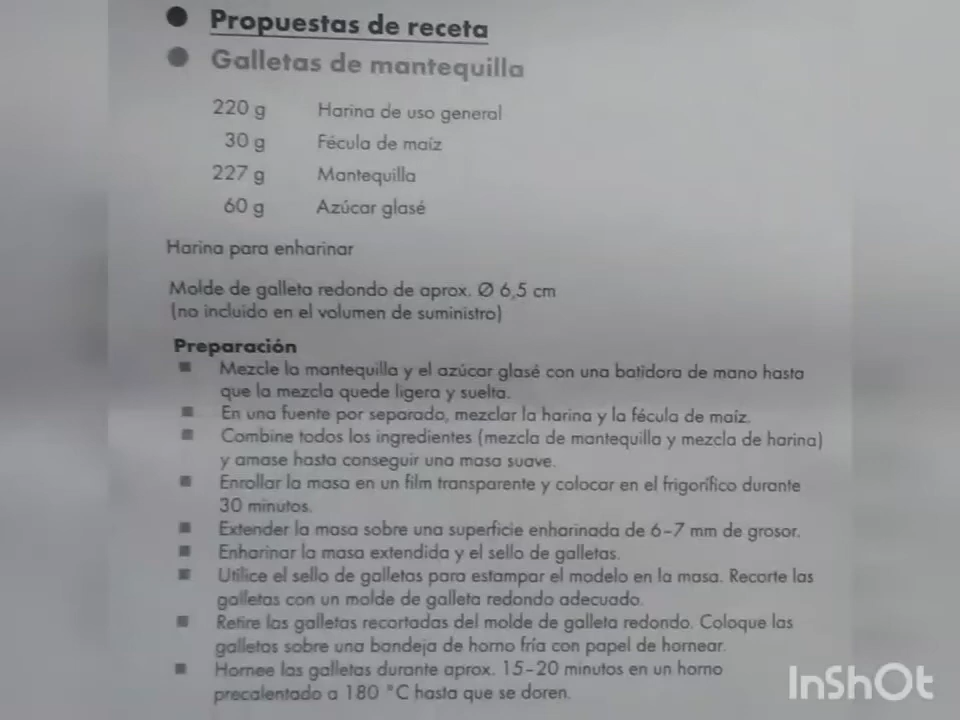 ● Propuestas de receta
● Galletas de mantequilla
220 g Harina de uso general
30 g Fécula de maíz
227 g Mantequilla
60 g Azúcar glasé
Harina para enharinar
Molde de galleta redondo de aprox. Ø 6,5 cm
(no incluido en el volumen de suministro)
Preparación
■ Mezcle la mantequilla y el azúcar glasé con una batidora de mano hasta
que la mezcla quede ligera y suelta.
■ En una fuente por separado, mezclar la harina y la fécula de maíz.
■ Combine todos los ingredientes (mezcla de mantequilla y mezcla de harina)
y amase hasta conseguir una masa suave.
■ Enrollar la masa en un film transparente y colocar en el frigorífico durante
30 minutos.
■ Extender la masa sobre una superficie enharinada de 6–7 mm de grosor.
■ Enharinar la masa extendida y el sello de galletas.
■ Utilice el sello de galletas para estampar el modelo en la masa. Recorte las
galletas con un molde de galleta redondo adecuado.
■ Retire las galletas recortadas del molde de galleta redondo. Coloque las
galletas sobre una bandeja de horno fría con papel de hornear.
■ Hornee las galletas durante aprox. 15–20 minutos en un horno
precalentado a 180 °C hasta que se doren.
InShOt